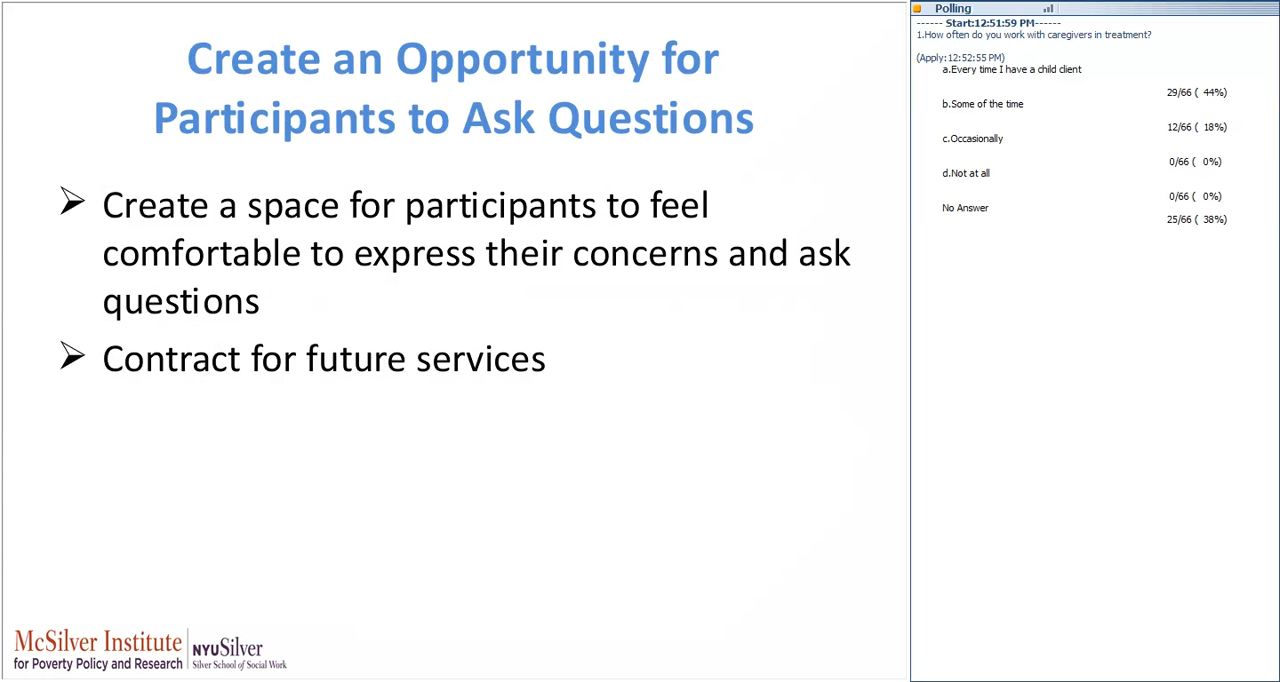 Create an Opportunity for
Participants to Ask Questions
➢ Create a space for participants to feel
comfortable to express their concerns and ask
questions
➢ Contract for future services
McSilver Institute
for Poverty Policy and Research
NYUSilver
Silver School of Social Work
Polling
------ Start:12:51:59 PM------
1.How often do you work with caregivers in treatment?
(Apply:12:52:55 PM)
a.Every time I have a child client
29/66 ( 44%)
b.Some of the time
12/66 ( 18%)
c.Occasionally
0/66 ( 0%)
d.Not at all
0/66 ( 0%)
No Answer
25/66 ( 38%)